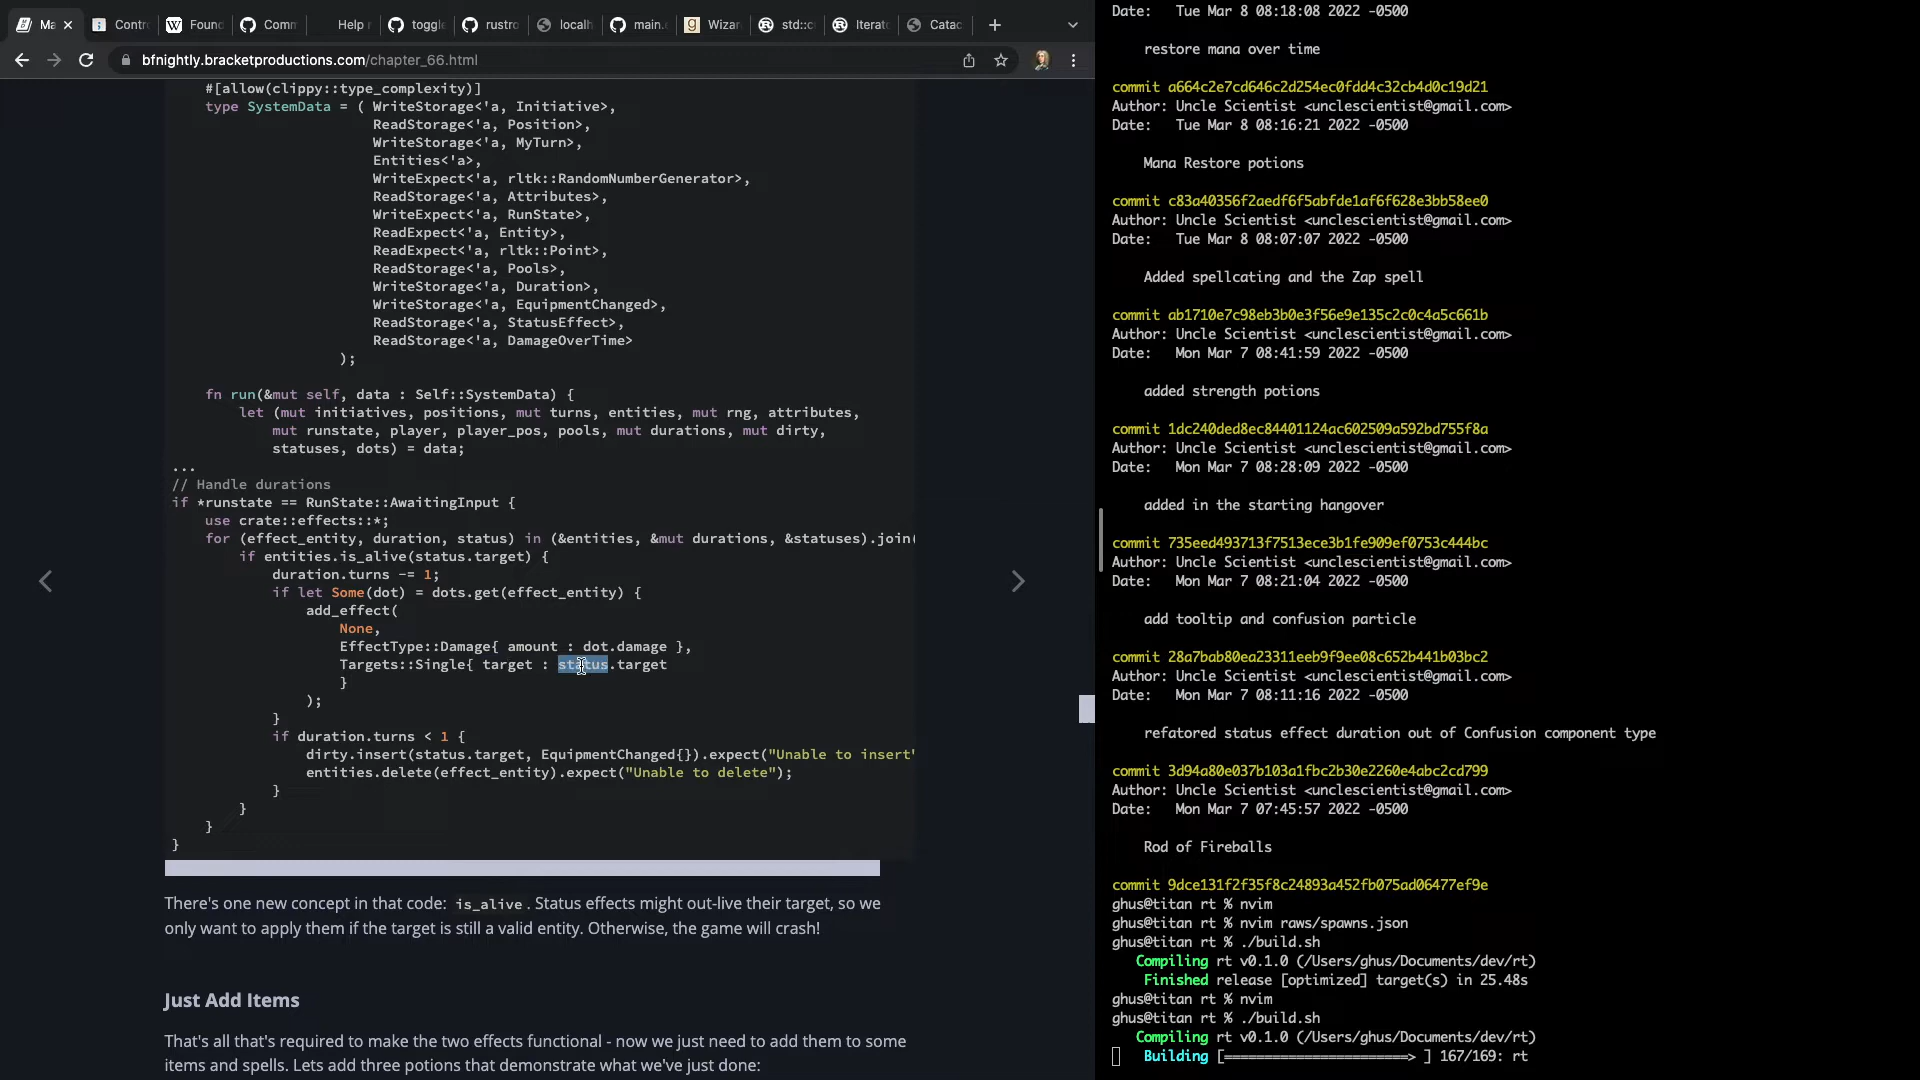 Ma
Contr
Found
Comm
Help r
toggle
rustro
localh
main.
Wizar
std::c
Iterato
Catac
bfnightly.bracketproductions.com/chapter_66.html
#[allow(clippy::type_complexity)]
type SystemData = ( WriteStorage<'a, Initiative>,
ReadStorage<'a, Position>,
WriteStorage<'a, MyTurn>,
Entities<'a>,
WriteExpect<'a, rltk::RandomNumberGenerator>,
ReadStorage<'a, Attributes>,
WriteExpect<'a, RunState>,
ReadExpect<'a, Entity>,
ReadExpect<'a, rltk::Point>,
ReadStorage<'a, Pools>,
WriteStorage<'a, Duration>,
WriteStorage<'a, EquipmentChanged>,
ReadStorage<'a, StatusEffect>,
ReadStorage<'a, DamageOverTime>
);
fn run(&mut self, data : Self::SystemData) {
let (mut initiatives, positions, mut turns, entities, mut rng, attributes,
mut runstate, player, player_pos, pools, mut durations, mut dirty,
statuses, dots) = data;
...
// Handle durations
if *runstate == RunState::AwaitingInput {
use crate::effects::*;
for (effect_entity, duration, status) in (&entities, &mut durations, &statuses).join(
if entities.is_alive(status.target) {
duration.turns -= 1;
if let Some(dot) = dots.get(effect_entity) {
add_effect(
None,
EffectType::Damage{ amount : dot.damage },
Targets::Single{ target : status.target
}
);
}
if duration.turns < 1 {
dirty.insert(status.target, EquipmentChanged{}).expect("Unable to insert"
entities.delete(effect_entity).expect("Unable to delete");
}
}
}
}
There's one new concept in that code: is_alive. Status effects might out-live their target, so we
only want to apply them if the target is still a valid entity. Otherwise, the game will crash!
Just Add Items
That's all that's required to make the two effects functional - now we just need to add them to some
items and spells. Lets add three potions that demonstrate what we've just done:
Date:   Tue Mar 8 08:18:08 2022 -0500
restore mana over time
commit a664c2e7cd646c2d254ec0fdd4c32cb4d0c19d21
Author: Uncle Scientist <unclescientist@gmail.com>
Date:   Tue Mar 8 08:16:21 2022 -0500
Mana Restore potions
commit c83a40356f2aedf6f5abfde1af6f628e3bb58ee0
Author: Uncle Scientist <unclescientist@gmail.com>
Date:   Tue Mar 8 08:07:07 2022 -0500
Added spellcating and the Zap spell
commit ab1710e7c98eb3b0e3f56e9e135c2c0c4a5c661b
Author: Uncle Scientist <unclescientist@gmail.com>
Date:   Mon Mar 7 08:41:59 2022 -0500
added strength potions
commit 1dc240ded8ec84401124ac602509a592bd755f8a
Author: Uncle Scientist <unclescientist@gmail.com>
Date:   Mon Mar 7 08:28:09 2022 -0500
added in the starting hangover
commit 735eed493713f7513ece3b1fe909ef0753c444bc
Author: Uncle Scientist <unclescientist@gmail.com>
Date:   Mon Mar 7 08:21:04 2022 -0500
add tooltip and confusion particle
commit 28a7bab80ea23311eeb9f9ee08c652b441b03bc2
Author: Uncle Scientist <unclescientist@gmail.com>
Date:   Mon Mar 7 08:11:16 2022 -0500
refatored status effect duration out of Confusion component type
commit 3d94a80e037b103a1fbc2b30e2260e4abc2cd799
Author: Uncle Scientist <unclescientist@gmail.com>
Date:   Mon Mar 7 07:45:57 2022 -0500
Rod of Fireballs
commit 9dce131f2f35f8c24893a452fb075ad06477ef9e
ghus@titan rt % nvim
ghus@titan rt % nvim raws/spawns.json
ghus@titan rt % ./build.sh
Compiling rt v0.1.0 (/Users/ghus/Documents/dev/rt)
Finished release [optimized] target(s) in 25.48s
ghus@titan rt % nvim
ghus@titan rt % ./build.sh
Compiling rt v0.1.0 (/Users/ghus/Documents/dev/rt)
Building [=======================> ] 167/169: rt